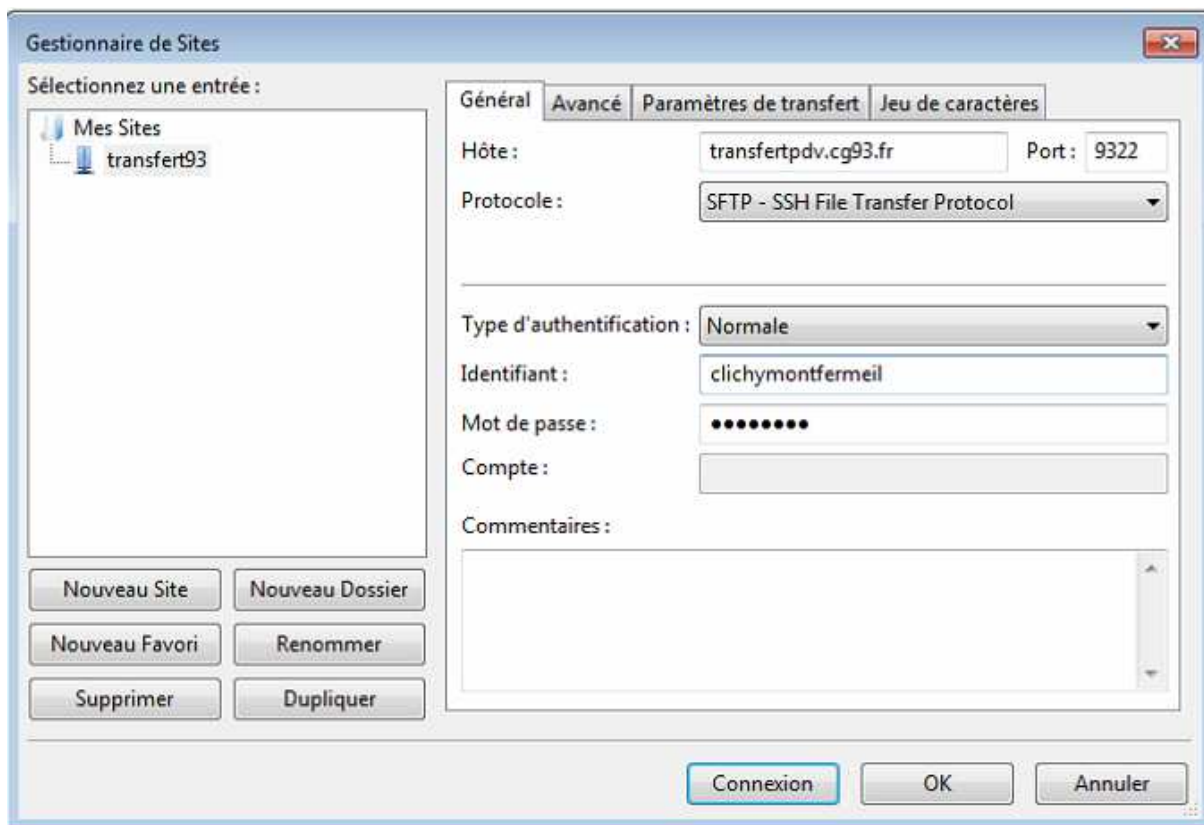 Gestionnaire de Sites
Sélectionnez une entrée :
Mes Sites
transfert93
Nouveau Site
Nouveau Dossier
Nouveau Favori
Renommer
Supprimer
Dupliquer
Général
Avancé
Paramètres de transfert
Jeu de caractères
Hôte :
transfertpdv.cg93.fr
Port :
9322
Protocole :
SFTP - SSH File Transfer Protocol
Type d'authentification :
Normale
Identifiant :
clichymontfermeil
Mot de passe :
●●●●●●●●
Compte :
Commentaires :
Connexion
OK
Annuler